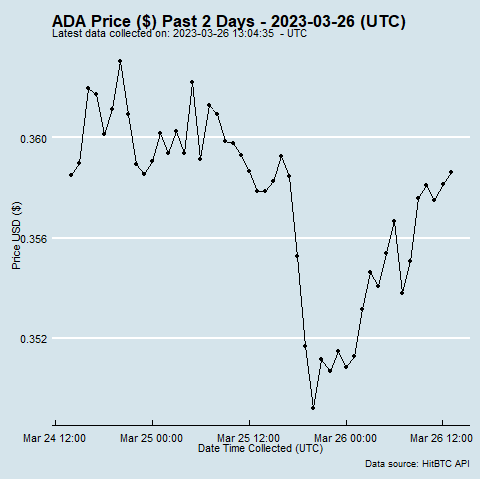 ADA Price ($) Past 2 Days - 2023-03-26 (UTC)
Latest data collected on: 2023-03-26 13:04:35  - UTC
0.360
0.356
0.352
Price USD ($)
Mar 24 12:00 Mar 25 00:00 Mar 25 12:00 Mar 26 00:00 Mar 26 12:00
Date Time Collected (UTC)
Data source: HitBTC API